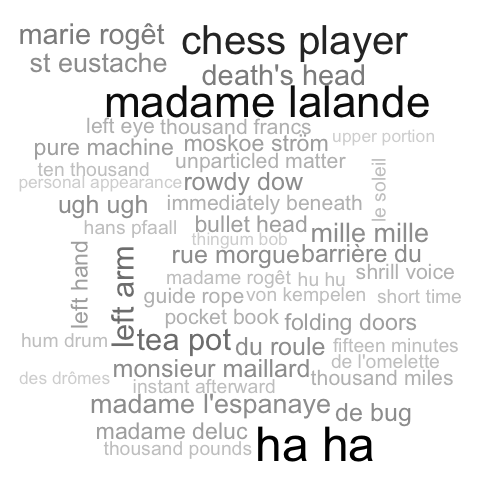 marie rogêt
chess player
st eustache
death's head
madame lalande
left eye
thousand francs
upper portion
pure machine
moskoe ström
unparticled matter
ten thousand
le soleil
personal appearance
rowdy dow
ugh ugh
immediately beneath
hans pfaall
bullet head
mille mille
thingum bob
left hand
left arm
rue morgue
barrière du
madame rogêt
hu hu
shrill voice
guide rope
von kempelen
short time
pocket book
folding doors
hum drum
tea pot
du roule
fifteen minutes
monsieur maillard
de l'omelette
des drômes
instant afterward
thousand miles
madame l'espanaye
de bug
madame deluc
ha ha
thousand pounds